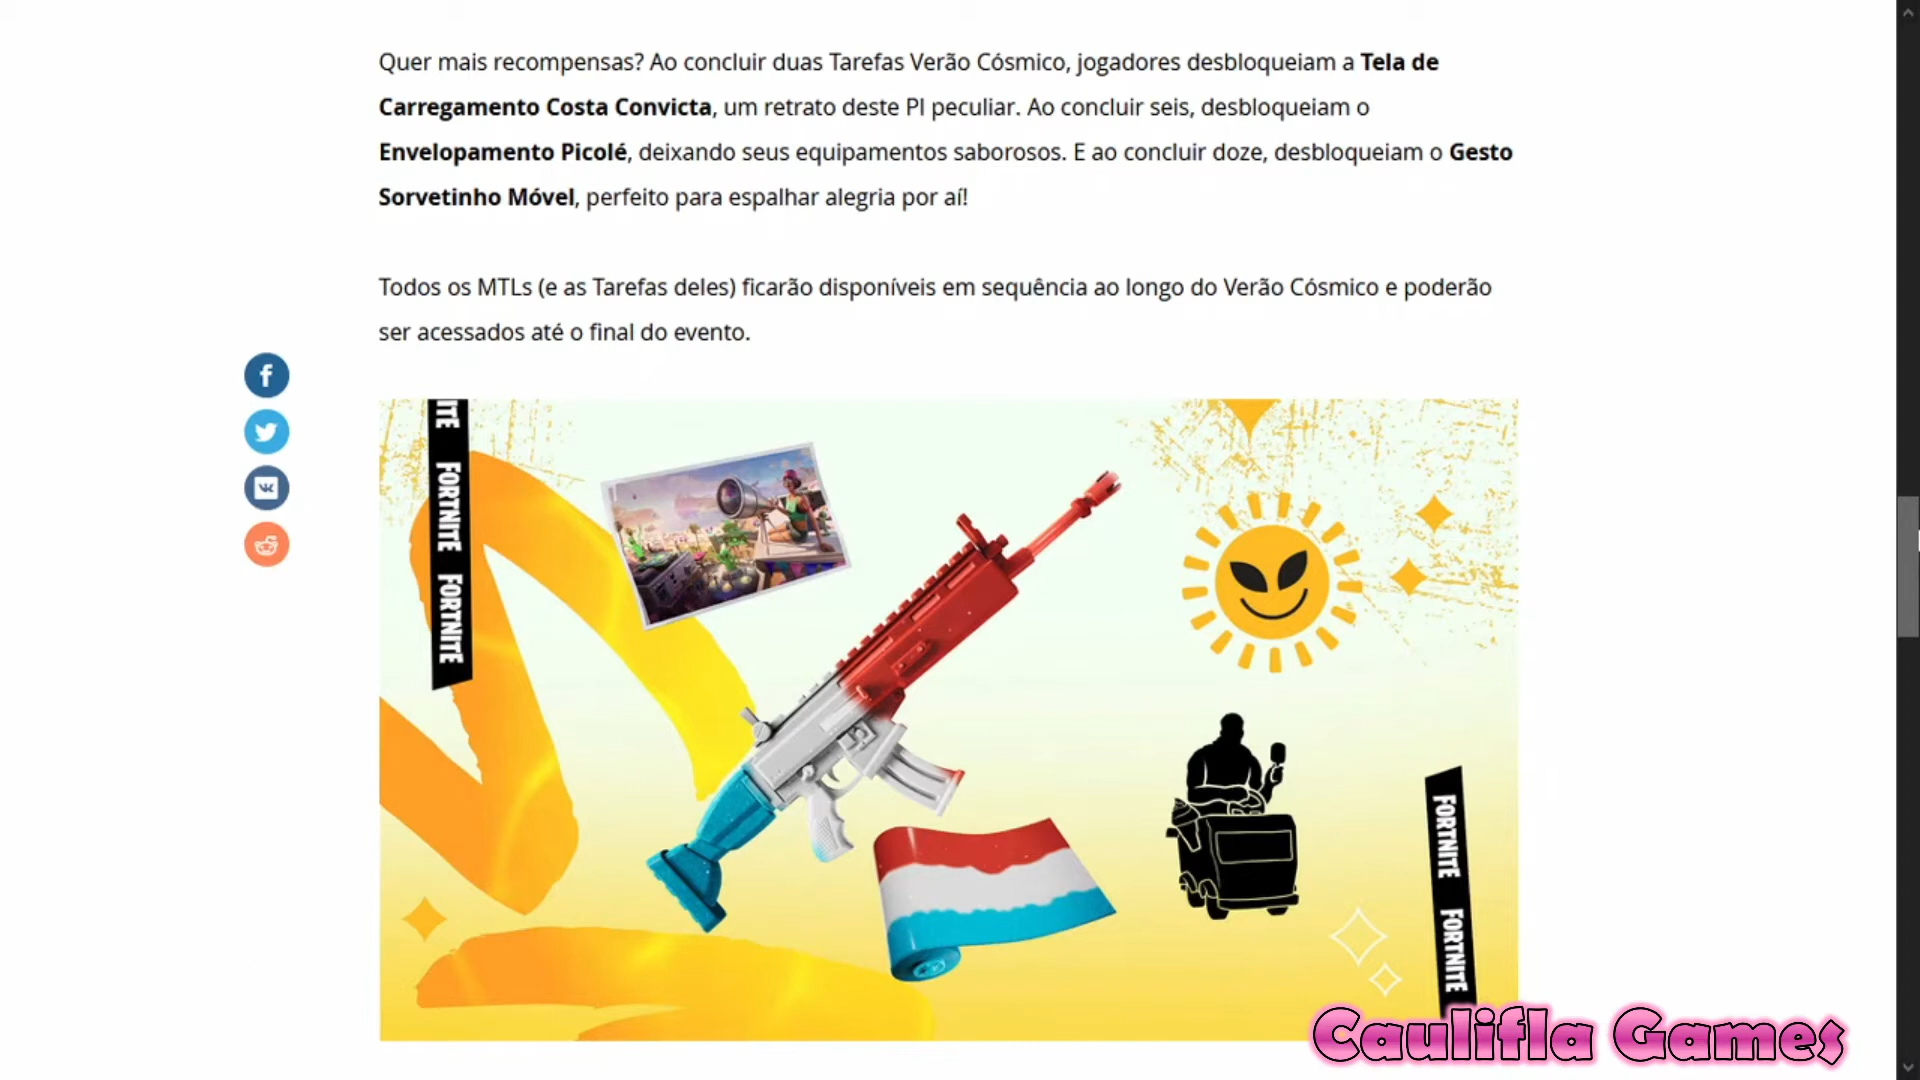 Quer mais recompensas? Ao concluir duas Tarefas Verão Cósmico, jogadores desbloqueiam a Tela de
Carregamento Costa Convicta, um retrato deste PI peculiar. Ao concluir seis, desbloqueiam o
Envelopamento Picolé, deixando seus equipamentos saborosos. E ao concluir doze, desbloqueiam o Gesto
Sorvetinho Móvel, perfeito para espalhar alegria por aí!
Todos os MTLs (e as Tarefas deles) ficarão disponíveis em sequência ao longo do Verão Cósmico e poderão
ser acessados até o final do evento.
ITE FORTNITE FORTNITE
FORTNITE FORTNITE
Caulifla Games